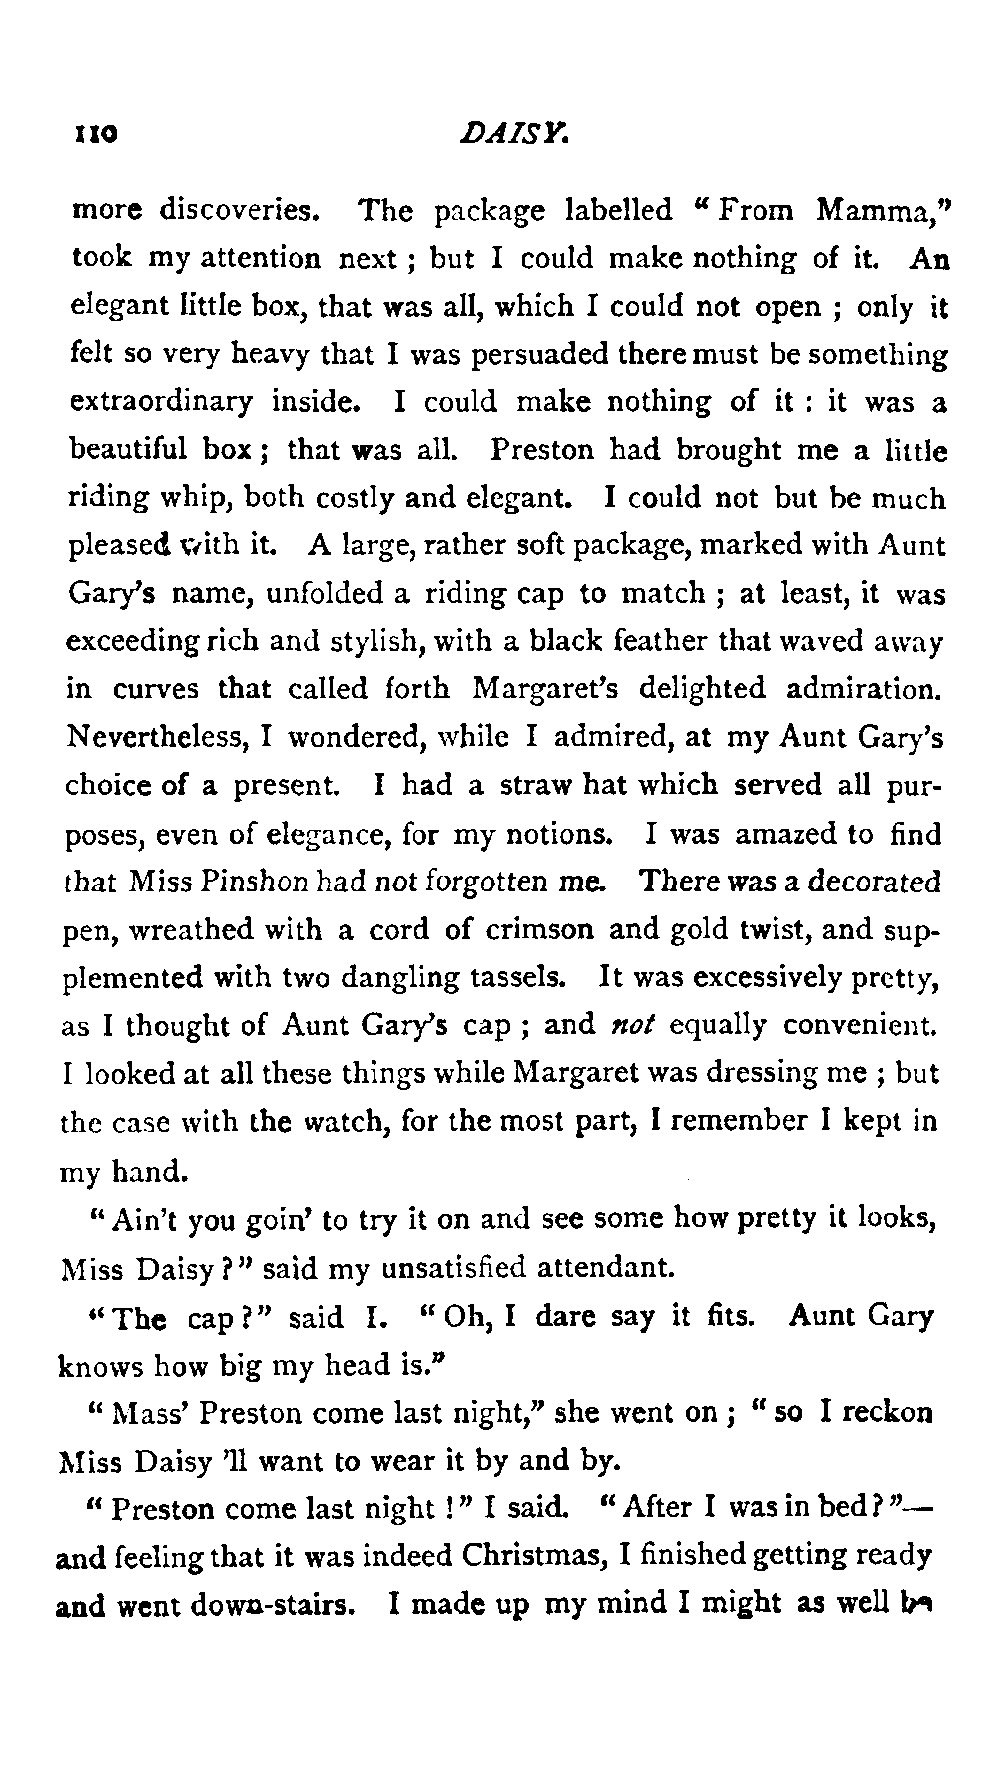 110 DAISY.
more discoveries. The package labelled “ From Mamma,”
took my attention next ; but I could make nothing of it. An
elegant little box, that was all, which I could not open ; only it
felt so very heavy that I was persuaded there must be something
extraordinary inside. I could make nothing of it : it was a
beautiful box ; that was all. Preston had brought me a little
riding whip, both costly and elegant. I could not but be much
pleased with it. A large, rather soft package, marked with Aunt
Gary’s name, unfolded a riding cap to match ; at least, it was
exceeding rich and stylish, with a black feather that waved away
in curves that called forth Margaret’s delighted admiration.
Nevertheless, I wondered, while I admired, at my Aunt Gary’s
choice of a present. I had a straw hat which served all pur-
poses, even of elegance, for my notions. I was amazed to find
that Miss Pinshon had not forgotten me. There was a decorated
pen, wreathed with a cord of crimson and gold twist, and sup-
plemented with two dangling tassels. It was excessively pretty,
as I thought of Aunt Gary’s cap ; and not equally convenient.
I looked at all these things while Margaret was dressing me ; but
the case with the watch, for the most part, I remember I kept in
my hand.
“ Ain’t you goin’ to try it on and see some how pretty it looks,
Miss Daisy ?” said my unsatisfied attendant.
“ The cap ?” said I. “ Oh, I dare say it fits. Aunt Gary
knows how big my head is.”
“ Mass’ Preston come last night,” she went on ; “ so I reckon
Miss Daisy ’ll want to wear it by and by.
“ Preston come last night !” I said. “ After I was in bed ?”—
and feeling that it was indeed Christmas, I finished getting ready
and went down-stairs. I made up my mind I might as well be